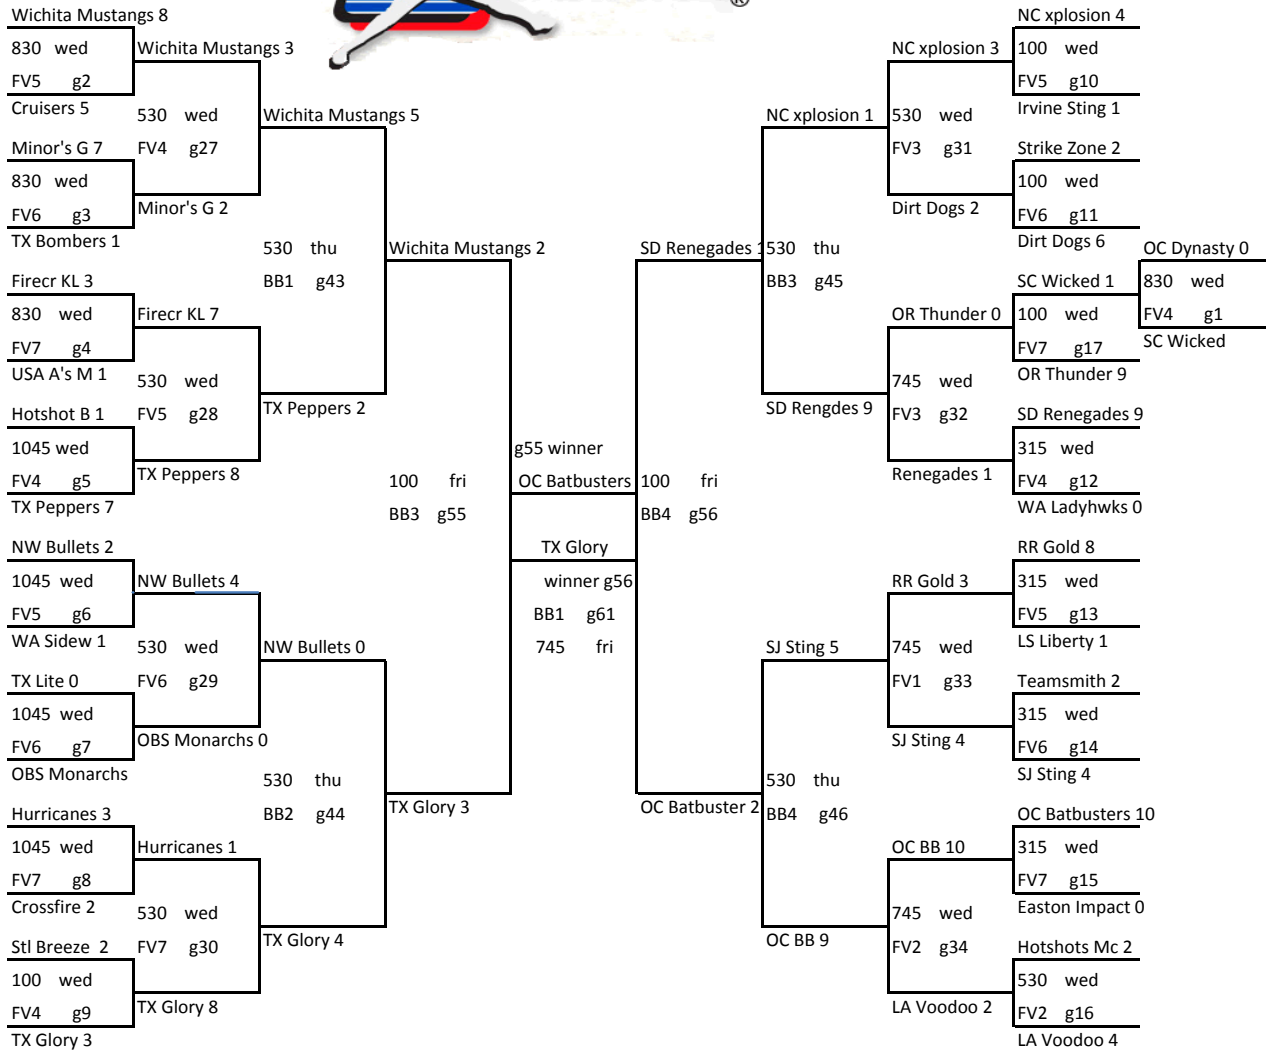 Wichita Mustangs 8
830 wed
FV5 g2
Cruisers 5
Minor's G 7
830 wed
FV6 g3
TX Bombers 1
Firecr KL 3
830 wed
FV7 g4
USA A's M 1
Hotshot B 1
1045 wed
FV4 g5
TX Peppers 7
NW Bullets 2
1045 wed
FV5 g6
WA Sidew 1
TX Lite 0
1045 wed
FV6 g7
OBS Monarchs
Hurricanes 3
1045 wed
FV7 g8
Crossfire 2
Stl Breeze 2
100 wed
FV4 g9
TX Glory 3
Wichita Mustangs 3
530 wed
FV4 g27
Minor's G 2
Firecr KL 7
530 wed
FV5 g28
TX Peppers 8
NW Bullets 4
530 wed
FV6 g29
OBS Monarchs 0
Hurricanes 1
530 wed
FV7 g30
TX Glory 8
Wichita Mustangs 5
530 thu
BB1 g43
TX Peppers 2
NW Bullets 0
530 thu
BB2 g44
TX Glory 4
Wichita Mustangs 2
100 fri
BB3 g55
TX Glory 3
g55 winner
OC Batbusters
TX Glory
winner g56
BB1 g61
745 fri
®
SD Renegades 1
100 fri
BB4 g56
OC Batbuster 2
NC xplosion 1
530 thu
BB3 g45
SD Rengdes 9
SJ Sting 5
530 thu
BB4 g46
OC BB 9
NC xplosion 3
530 wed
FV3 g31
Dirt Dogs 2
OR Thunder 0
745 wed
FV3 g32
Renegades 1
RR Gold 3
745 wed
FV1 g33
SJ Sting 4
OC BB 10
745 wed
FV2 g34
LA Voodoo 2
NC xplosion 4
100 wed
FV5 g10
Irvine Sting 1
Strike Zone 2
100 wed
FV6 g11
Dirt Dogs 6
SC Wicked 1
100 wed
FV7 g17
OR Thunder 9
SD Renegades 9
315 wed
FV4 g12
WA Ladyhwks 0
RR Gold 8
315 wed
FV5 g13
LS Liberty 1
Teamsmith 2
315 wed
FV6 g14
SJ Sting 4
OC Batbusters 10
315 wed
FV7 g15
Easton Impact 0
Hotshots Mc 2
530 wed
FV2 g16
LA Voodoo 4
OC Dynasty 0
830 wed
FV4 g1
SC Wicked